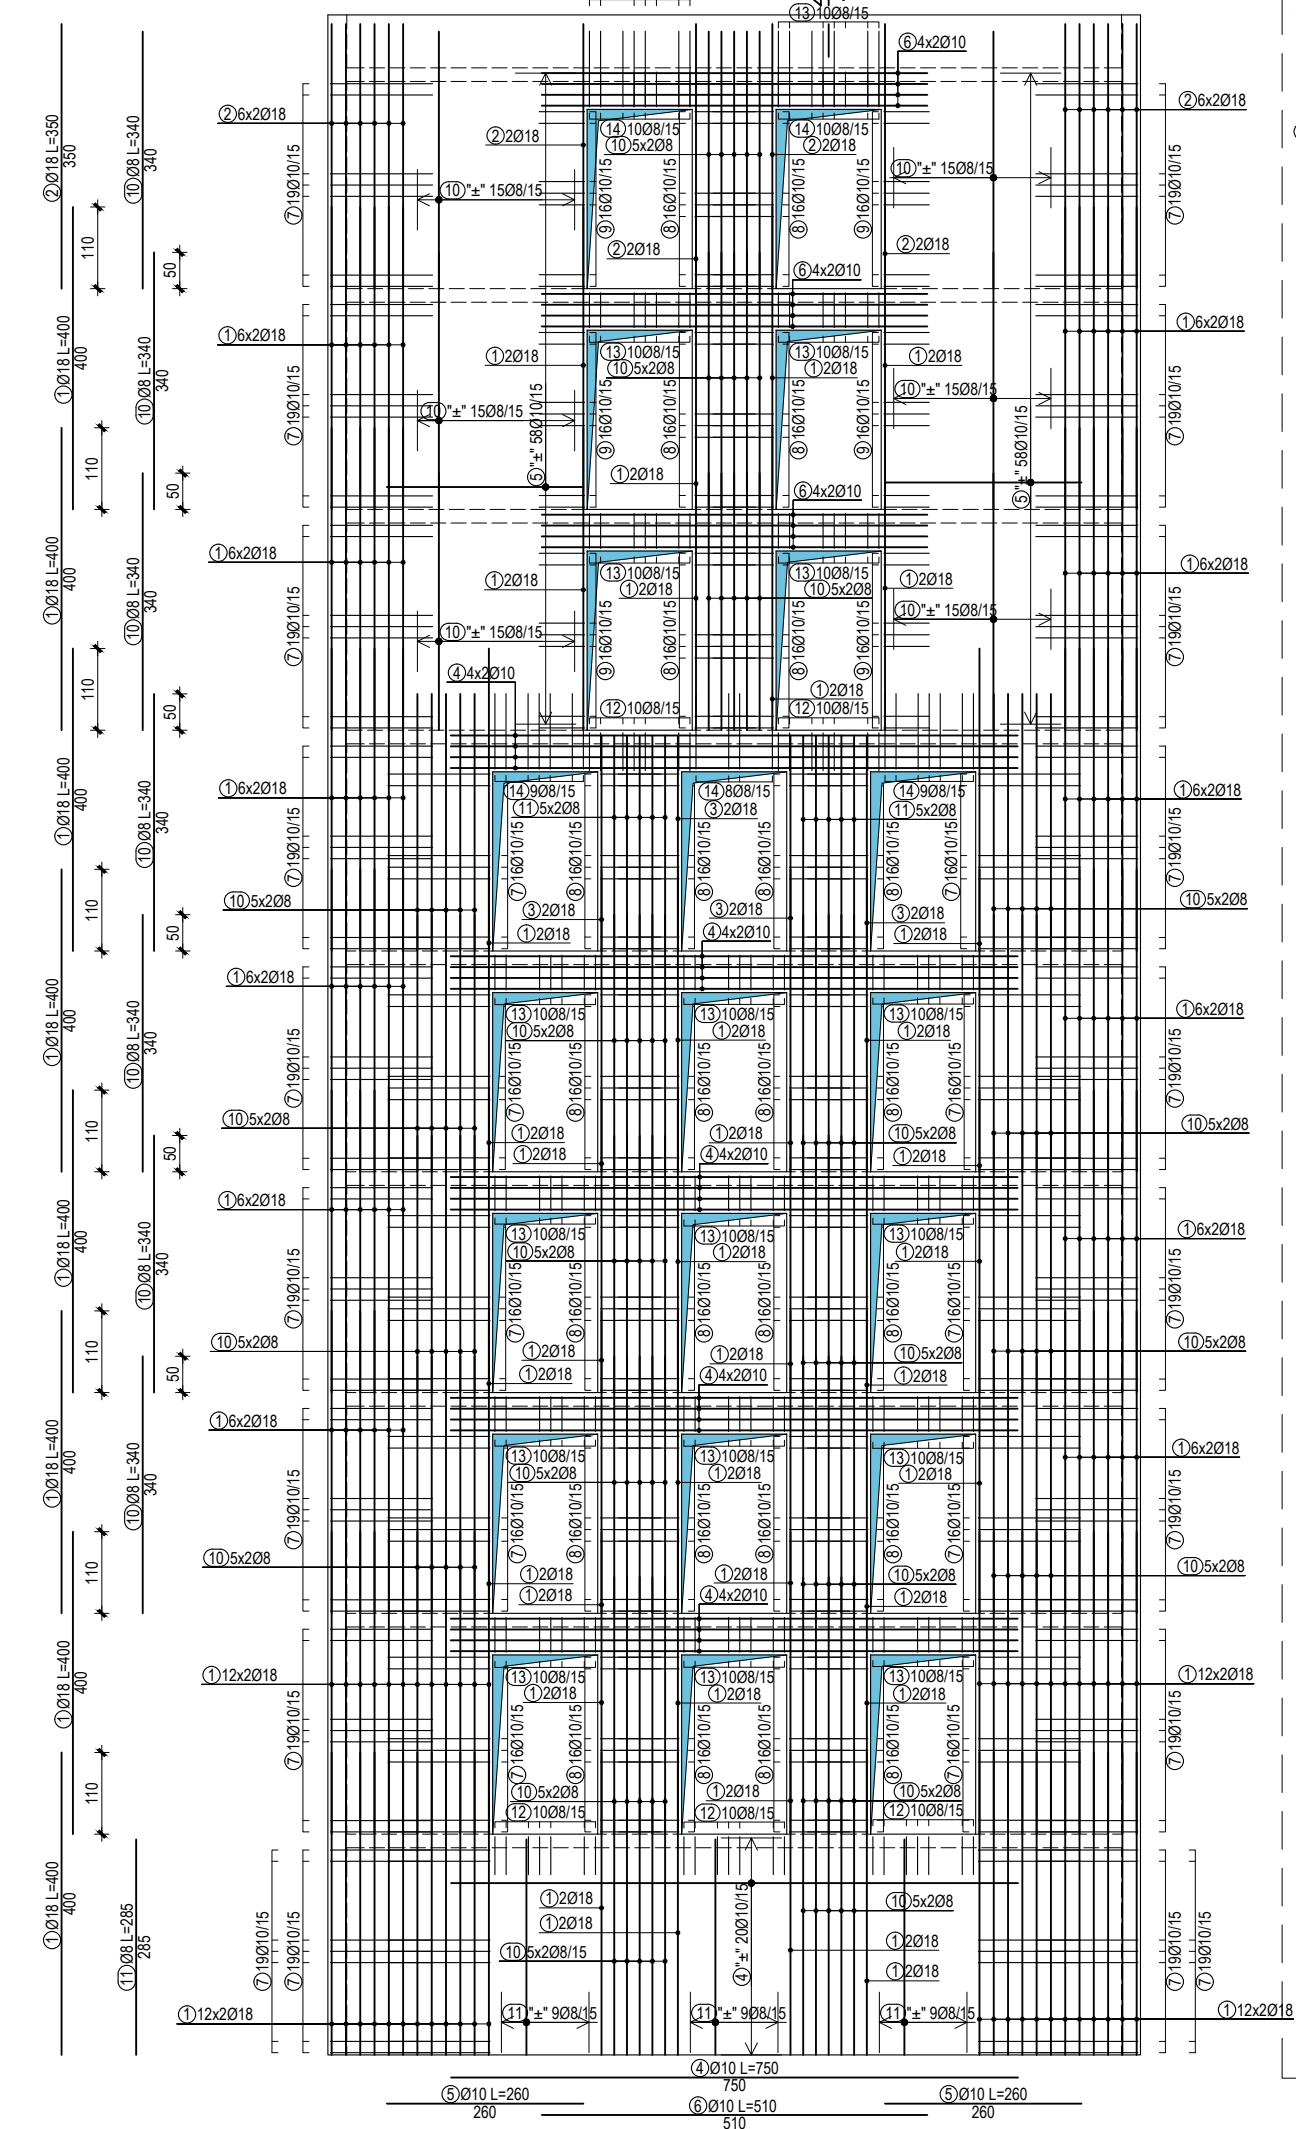 ⑬10Ø8/15
⑥4x2Ø10
②6x2Ø18
②6x2Ø18
②Ø18 L=350
350
⑩Ø8 L=340
340
⑦19Ø10/15
②2Ø18
⑭10Ø8/15
⑩5x2Ø8
⑭10Ø8/15
②2Ø18
⑩"±" 15Ø8/15
⑩"±" 15Ø8/15
⑨16Ø10/15
⑧16Ø10/15
⑧16Ø10/15
⑨16Ø10/15
⑦19Ø10/15
②2Ø18
②2Ø18
110
50
⑥4x2Ø10
①6x2Ø18
①6x2Ø18
①Ø18 L=400
400
⑩Ø8 L=340
340
⑦19Ø10/15
①2Ø18
⑬10Ø8/15
⑩5x2Ø8
⑬10Ø8/15
①2Ø18
①2Ø18
⑩"±" 15Ø8/15
⑩"±" 15Ø8/15
⑤"±" 58Ø10/15
⑨16Ø10/15
⑧16Ø10/15
⑧16Ø10/15
⑨16Ø10/15
⑤"±" 58Ø10/15
⑦19Ø10/15
①2Ø18
110
50
⑥4x2Ø10
①6x2Ø18
①6x2Ø18
①Ø18 L=400
400
⑩Ø8 L=340
340
⑦19Ø10/15
①2Ø18
⑬10Ø8/15
①2Ø18
⑬10Ø8/15
⑩5x2Ø8
①2Ø18
⑩"±" 15Ø8/15
⑩"±" 15Ø8/15
⑨16Ø10/15
⑧16Ø10/15
⑧16Ø10/15
⑨16Ø10/15
⑦19Ø10/15
④4x2Ø10
①2Ø18
⑫10Ø8/15
⑫10Ø8/15
110
50
①6x2Ø18
①6x2Ø18
①Ø18 L=400
400
⑩Ø8 L=340
340
⑦19Ø10/15
⑭9Ø8/15
⑪5x2Ø8
⑭8Ø8/15
③2Ø18
⑭9Ø8/15
⑪5x2Ø8
⑦16Ø10/15
⑧16Ø10/15
⑧16Ø10/15
⑧16Ø10/15
⑧16Ø10/15
⑦16Ø10/15
⑦19Ø10/15
⑩5x2Ø8
⑩5x2Ø8
③2Ø18
③2Ø18
③2Ø18
①2Ø18
④4x2Ø10
①2Ø18
110
50
①6x2Ø18
①6x2Ø18
①Ø18 L=400
400
⑩Ø8 L=340
340
⑦19Ø10/15
⑬10Ø8/15
⑩5x2Ø8
⑬10Ø8/15
①2Ø18
⑬10Ø8/15
①2Ø18
⑦16Ø10/15
⑧16Ø10/15
⑧16Ø10/15
⑧16Ø10/15
⑧16Ø10/15
⑦16Ø10/15
⑦19Ø10/15
⑩5x2Ø8
⑩5x2Ø8
①2Ø18
①2Ø18
⑩5x2Ø8
①2Ø18
④4x2Ø10
①2Ø18
110
50
①6x2Ø18
①6x2Ø18
①Ø18 L=400
400
⑩Ø8 L=340
340
⑦19Ø10/15
⑬10Ø8/15
⑩5x2Ø8
⑬10Ø8/15
①2Ø18
⑬10Ø8/15
①2Ø18
⑦16Ø10/15
⑧16Ø10/15
⑧16Ø10/15
⑧16Ø10/15
⑧16Ø10/15
⑦16Ø10/15
⑦19Ø10/15
⑩5x2Ø8
⑩5x2Ø8
①2Ø18
①2Ø18
⑩5x2Ø8
①2Ø18
④4x2Ø10
①2Ø18
110
50
①6x2Ø18
①6x2Ø18
①Ø18 L=400
400
⑩Ø8 L=340
340
⑦19Ø10/15
⑬10Ø8/15
⑩5x2Ø8
⑬10Ø8/15
①2Ø18
⑬10Ø8/15
①2Ø18
⑦16Ø10/15
⑧16Ø10/15
⑧16Ø10/15
⑧16Ø10/15
⑧16Ø10/15
⑦16Ø10/15
⑦19Ø10/15
⑩5x2Ø8
⑩5x2Ø8
①2Ø18
①2Ø18
⑩5x2Ø8
①2Ø18
④4x2Ø10
①2Ø18
110
①12x2Ø18
①12x2Ø18
①Ø18 L=400
400
⑦19Ø10/15
⑬10Ø8/15
①2Ø18
⑬10Ø8/15
①2Ø18
⑬10Ø8/15
①2Ø18
⑦16Ø10/15
⑧16Ø10/15
⑧16Ø10/15
⑧16Ø10/15
⑧16Ø10/15
⑦16Ø10/15
⑦19Ø10/15
⑩5x2Ø8
①2Ø18
⑩5x2Ø8
⑫10Ø8/15
⑫10Ø8/15
⑫10Ø8/15
110
①Ø18 L=400
400
⑪Ø8 L=285
285
⑦19Ø10/15
⑦19Ø10/15
①2Ø18
①2Ø18
⑩5x2Ø8/15
④"±" 20Ø10/15
⑩5x2Ø8
①2Ø18
①2Ø18
⑦19Ø10/15
⑦19Ø10/15
①12x2Ø18
⑪"±" 9Ø8/15
⑪"±" 9Ø8/15
⑪"±" 9Ø8/15
①12x2Ø18
④Ø10 L=750
750
⑤Ø10 L=260
260
⑥Ø10 L=510
510
⑤Ø10 L=260
260